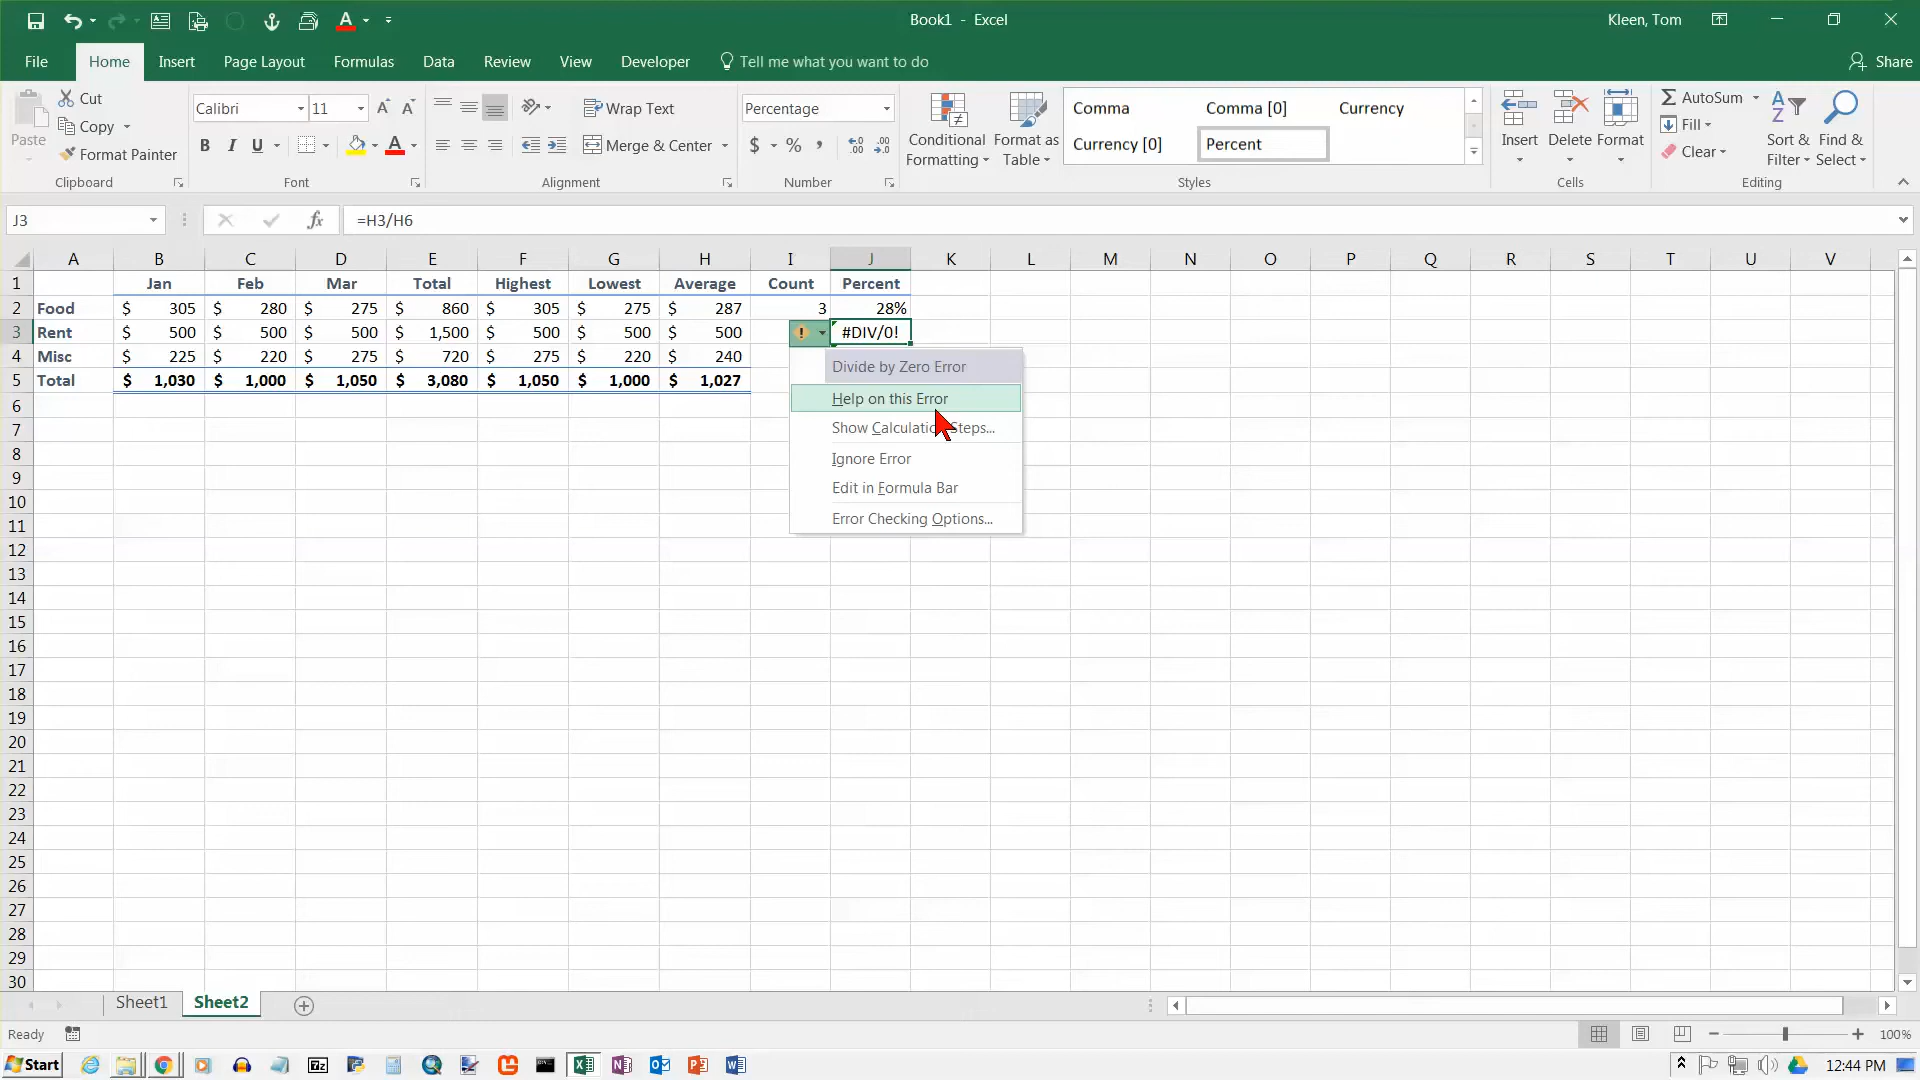 Book1 - Excel
Kleen, Tom
File Home Insert Page Layout Formulas Data Review View Developer Tell me what you want to do Share
Paste Cut Copy Format Painter Clipboard
Calibri 11 B I U Font
Wrap Text Merge & Center Alignment
Percentage $ % , Number
Conditional Formatting Format as Table
Comma Comma [0] Currency
Currency [0] Percent
Styles
Insert Delete Format Cells
AutoSum Fill Clear Sort & Filter Find & Select Editing
J3 fx =H3/H6
A B C D E F G H I J K L M N O P Q R S T U V
1 Jan Feb Mar Total Highest Lowest Average Count Percent
2 Food $ 305 $ 280 $ 275 $ 860 $ 305 $ 275 $ 287 3 28%
3 Rent $ 500 $ 500 $ 500 $ 1,500 $ 500 $ 500 $ 500 #DIV/0!
4 Misc $ 225 $ 220 $ 275 $ 720 $ 275 $ 220 $ 240
5 Total $ 1,030 $ 1,000 $ 1,050 $ 3,080 $ 1,050 $ 1,000 $ 1,027
Divide by Zero Error
Help on this Error
Show Calculation Steps...
Ignore Error
Edit in Formula Bar
Error Checking Options...
6
7
8
9
10
11
12
13
14
15
16
17
18
19
20
21
22
23
24
25
26
27
28
29
30
Sheet1 Sheet2
Ready 100%
Start 12:44 PM